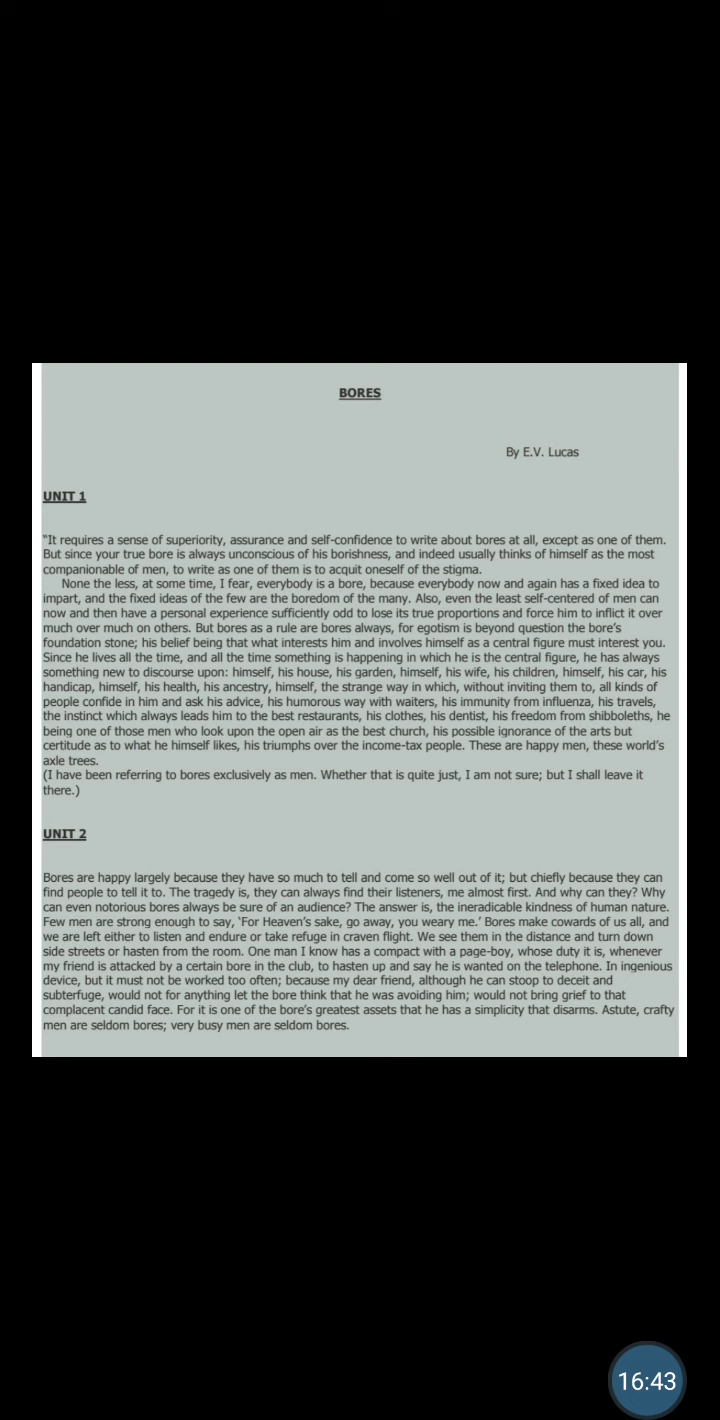 BORES
By E.V. Lucas
UNIT 1
"It requires a sense of superiority, assurance and self-confidence to write about bores at all, except as one of them.
But since your true bore is always unconscious of his borishness, and indeed usually thinks of himself as the most
companionable of men, to write as one of them is to acquit oneself of the stigma.
None the less, at some time, I fear, everybody is a bore, because everybody now and again has a fixed idea to
impart, and the fixed ideas of the few are the boredom of the many. Also, even the least self-centered of men can
now and then have a personal experience sufficiently odd to lose its true proportions and force him to inflict it over
much over much on others. But bores as a rule are bores always, for egotism is beyond question the bore's
foundation stone; his belief being that what interests him and involves himself as a central figure must interest you.
Since he lives all the time, and all the time something is happening in which he is the central figure, he has always
something new to discourse upon: himself, his house, his garden, himself, his wife, his children, himself, his car, his
handicap, himself, his health, his ancestry, himself, the strange way in which, without inviting them to, all kinds of
people confide in him and ask his advice, his humorous way with waiters, his immunity from influenza, his travels,
the instinct which always leads him to the best restaurants, his clothes, his dentist, his freedom from shibboleths, he
being one of those men who look upon the open air as the best church, his possible ignorance of the arts but
certitude as to what he himself likes, his triumphs over the income-tax people. These are happy men, these world's
axle trees.
(I have been referring to bores exclusively as men. Whether that is quite just, I am not sure; but I shall leave it
there.)
UNIT 2
Bores are happy largely because they have so much to tell and come so well out of it; but chiefly because they can
find people to tell it to. The tragedy is, they can always find their listeners, me almost first. And why can they? Why
can even notorious bores always be sure of an audience? The answer is, the ineradicable kindness of human nature.
Few men are strong enough to say, 'For Heaven's sake, go away, you weary me.' Bores make cowards of us all, and
we are left either to listen and endure or take refuge in craven flight. We see them in the distance and turn down
side streets or hasten from the room. One man I know has a compact with a page-boy, whose duty it is, whenever
my friend is attacked by a certain bore in the club, to hasten up and say he is wanted on the telephone. In ingenious
device, but it must not be worked too often; because my dear friend, although he can stoop to deceit and
subterfuge, would not for anything let the bore think that he was avoiding him; would not bring grief to that
complacent candid face. For it is one of the bore's greatest assets that he has a simplicity that disarms. Astute, crafty
men are seldom bores; very busy men are seldom bores.
16:43